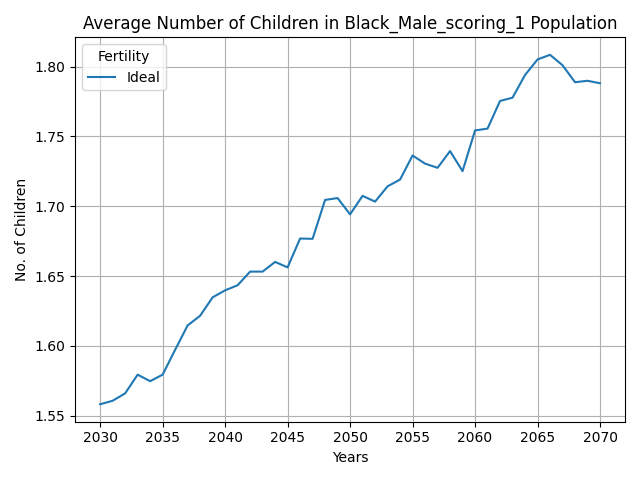 Average Number of Children in Black_Male_scoring_1 Population
Fertility
Ideal
No. of Children
1.80
1.75
1.70
1.65
1.60
1.55
2030 2035 2040 2045 2050 2055 2060 2065 2070
Years